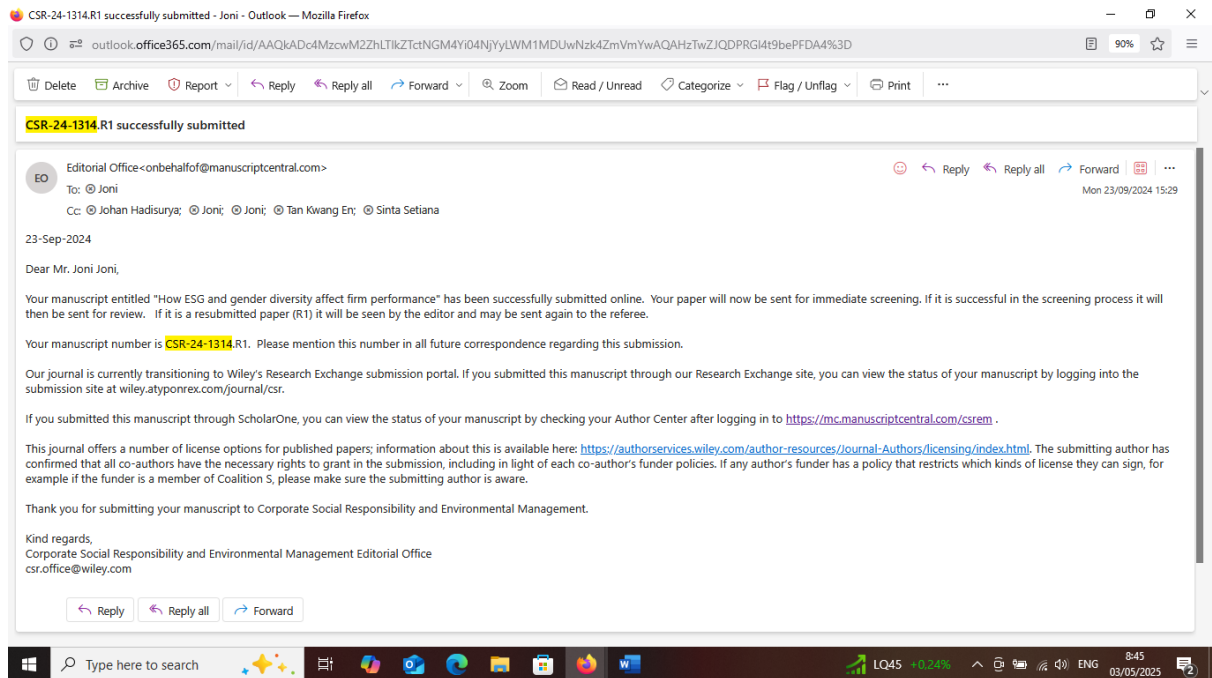 CSR-24-1314.R1 successfully submitted - Joni - Outlook — Mozilla Firefox
outlook.office365.com/mail/id/AAQkADc4MzcwM2ZhLTlkZTctNGM4Yi04NjYyLWM1MDUwNzk4ZmVmYwAQAHzTwZJQDPRGl4t9bePFDA4%3D 90%
Delete Archive Report Reply Reply all Forward Zoom Read / Unread Categorize Flag / Unflag Print ...
CSR-24-1314.R1 successfully submitted
EO
Editorial Office<onbehalfof@manuscriptcentral.com> Reply Reply all Forward ...
To: Joni Mon 23/09/2024 15:29
Cc: Johan Hadisurya; Joni; Joni; Tan Kwang En; Sinta Setiana
23-Sep-2024
Dear Mr. Joni Joni,
Your manuscript entitled "How ESG and gender diversity affect firm performance" has been successfully submitted online. Your paper will now be sent for immediate screening. If it is successful in the screening process it will
then be sent for review. If it is a resubmitted paper (R1) it will be seen by the editor and may be sent again to the referee.
Your manuscript number is CSR-24-1314.R1. Please mention this number in all future correspondence regarding this submission.
Our journal is currently transitioning to Wiley's Research Exchange submission portal. If you submitted this manuscript through our Research Exchange site, you can view the status of your manuscript by logging into the
submission site at wiley.atyponrex.com/journal/csr.
If you submitted this manuscript through ScholarOne, you can view the status of your manuscript by checking your Author Center after logging in to https://mc.manuscriptcentral.com/csrem .
This journal offers a number of license options for published papers; information about this is available here: https://authorservices.wiley.com/author-resources/Journal-Authors/licensing/index.html. The submitting author has
confirmed that all co-authors have the necessary rights to grant in the submission, including in light of each co-author's funder policies. If any author's funder has a policy that restricts which kinds of license they can sign, for
example if the funder is a member of Coalition S, please make sure the submitting author is aware.
Thank you for submitting your manuscript to Corporate Social Responsibility and Environmental Management.
Kind regards,
Corporate Social Responsibility and Environmental Management Editorial Office
csr.office@wiley.com
Reply Reply all Forward
Type here to search LQ45 +0,24% ENG 8:45
03/05/2025 2